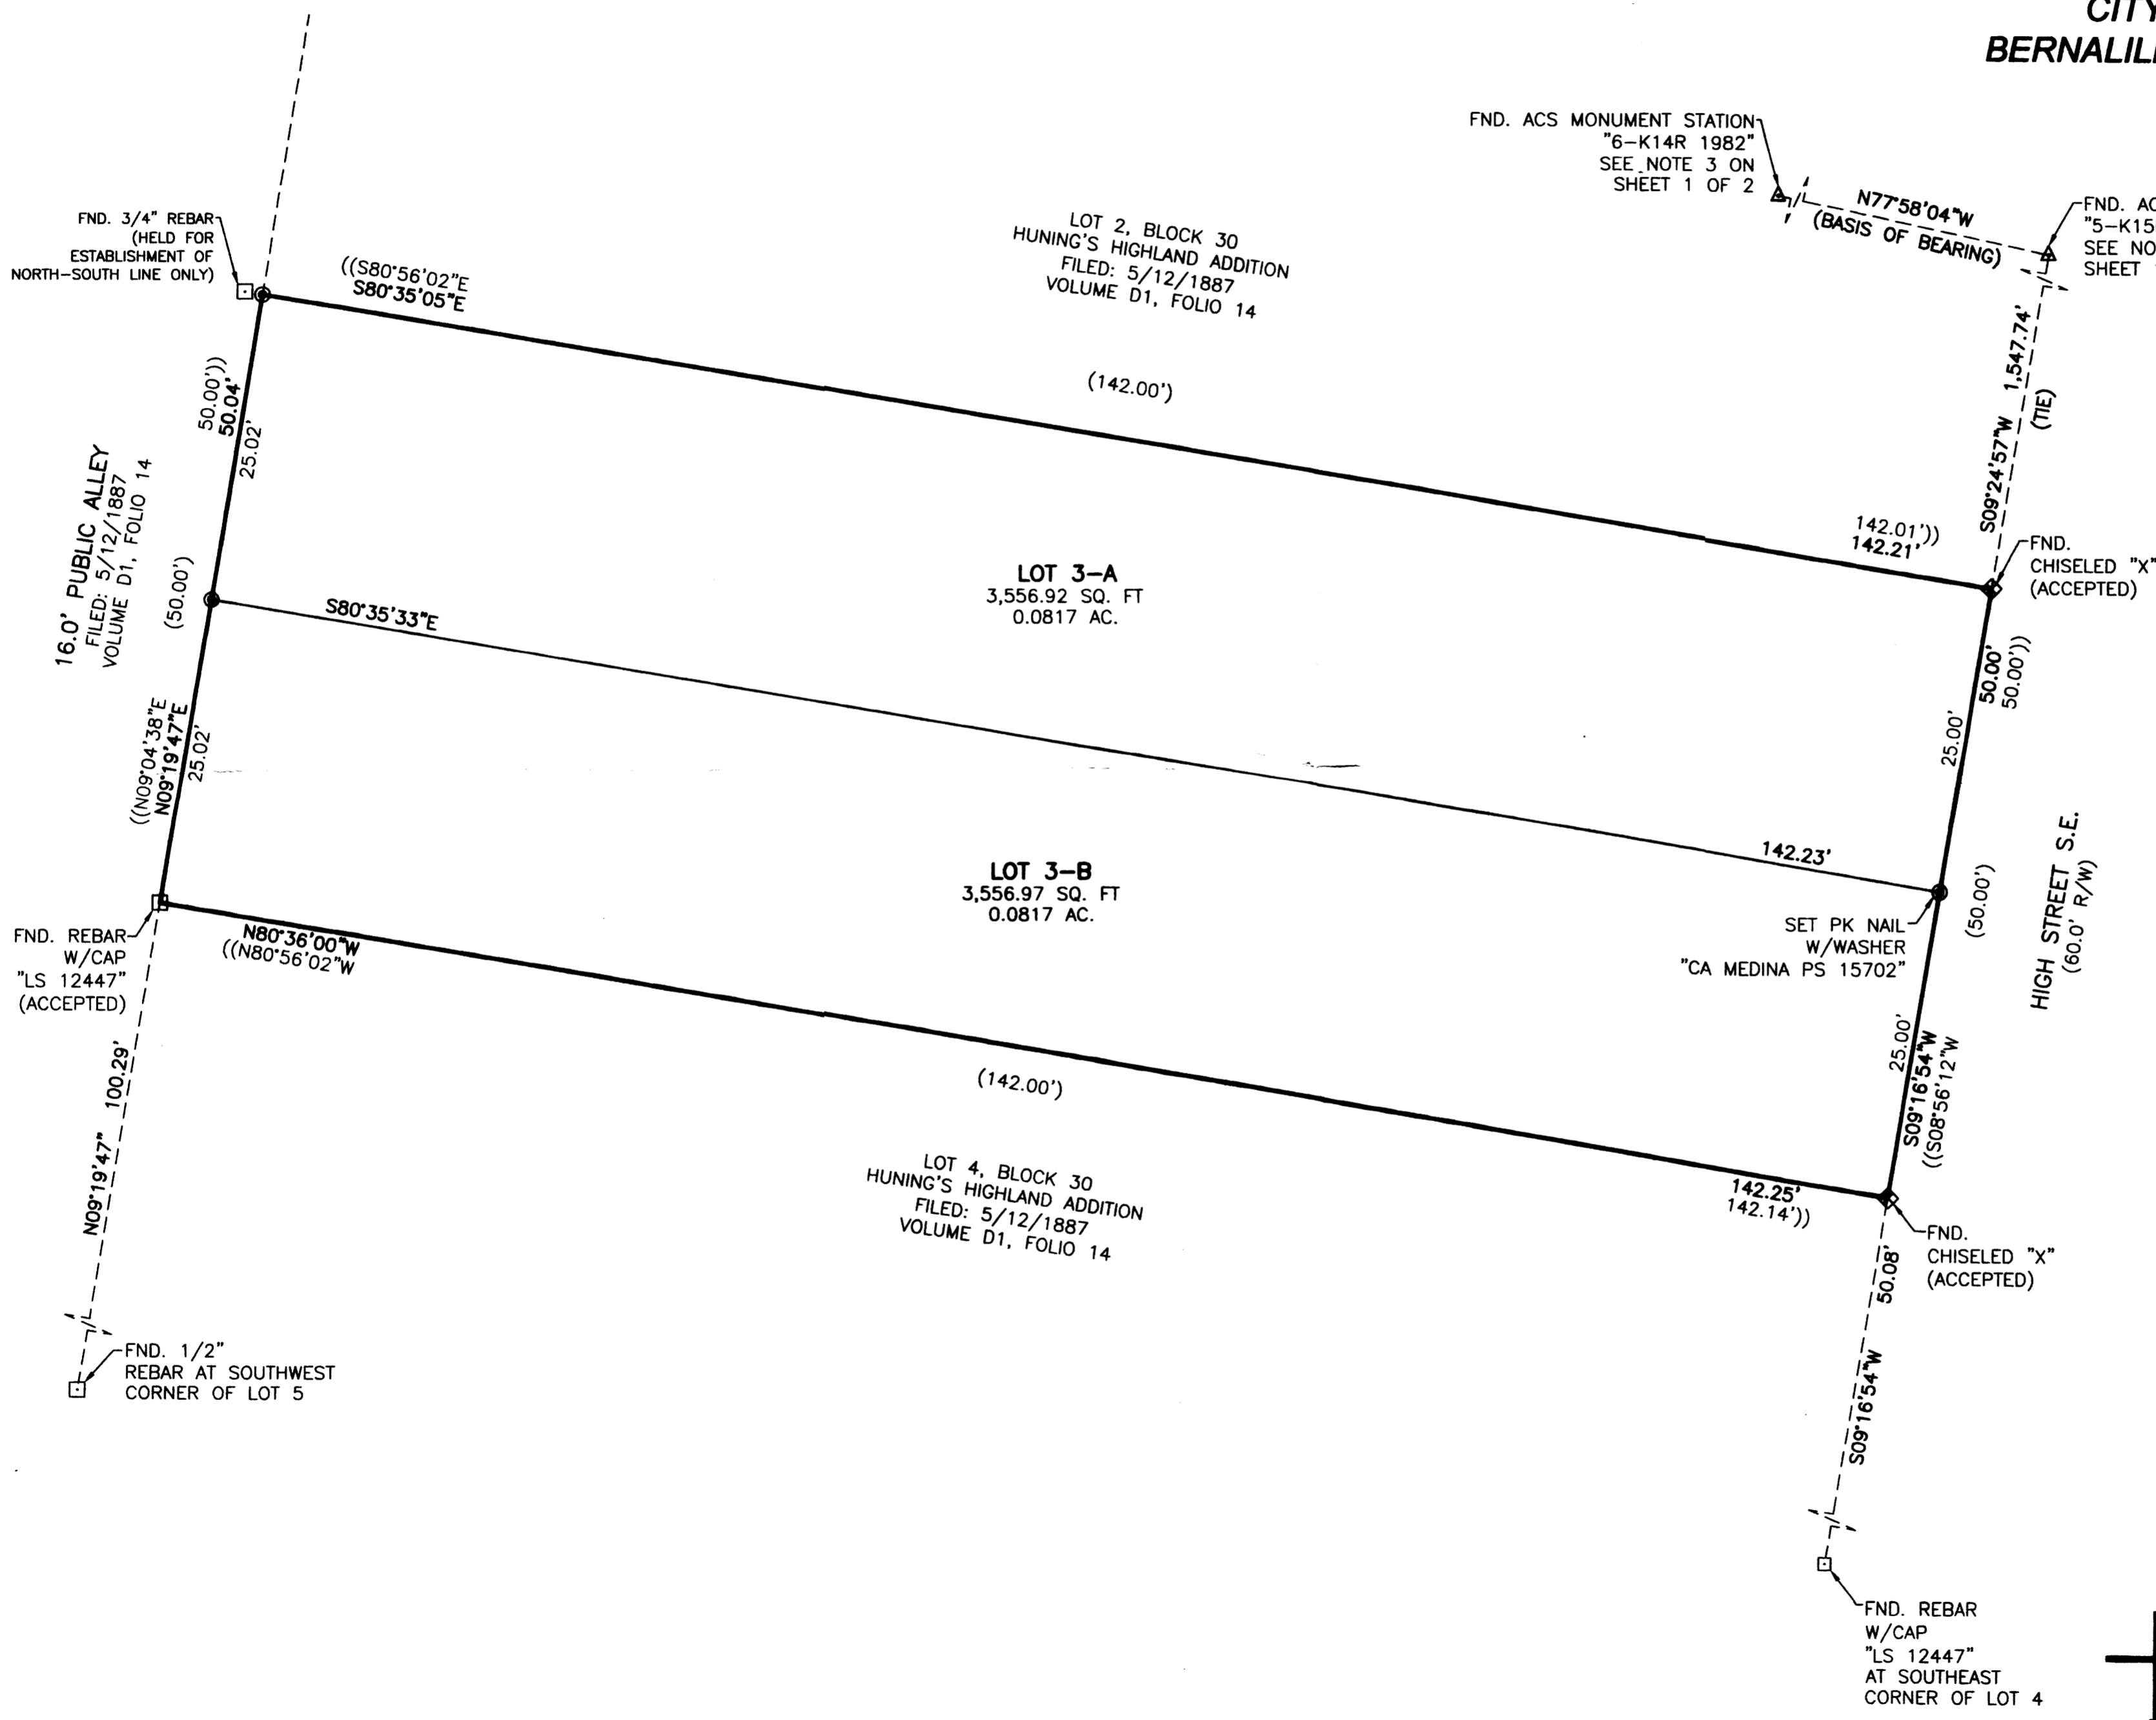 CITY
BERNALIL
FND. ACS MONUMENT STATION
"6-K14R 1982"
SEE NOTE 3 ON
SHEET 1 OF 2
N77°58'04"W
(BASIS OF BEARING)
FND. AC
"5-K15
SEE NO
SHEET
FND. 3/4" REBAR
(HELD FOR
ESTABLISHMENT OF
NORTH-SOUTH LINE ONLY)
((S80°56'02"E
S80°35'05"E
LOT 2, BLOCK 30
HUNING'S HIGHLAND ADDITION
FILED: 5/12/1887
VOLUME D1, FOLIO 14
(142.00')
S09°24'57"W 1,547.74'
(TIE)
50.00'))
50.04'
25.02'
142.01'))
142.21'
FND.
CHISELED "X"
(ACCEPTED)
16.0' PUBLIC ALLEY
FILED: 5/12/1887
VOLUME D1, FOLIO 14
(50.00')
LOT 3-A
3,556.92 SQ. FT
0.0817 AC.
S80°35'33"E
50.00'
50.00'))
25.00'
((N09°04'38"E
N09°19'47"E
25.02'
142.23'
LOT 3-B
3,556.97 SQ. FT
0.0817 AC.
SET PK NAIL
W/WASHER
"CA MEDINA PS 15702"
(50.00')
HIGH STREET S.E.
(60.0' R/W)
FND. REBAR
W/CAP
"LS 12447"
(ACCEPTED)
N80°36'00"W
((N80°56'02"W
25.00'
S09°16'54"W
((S08°56'12"W
(142.00')
N09°19'47" 100.29'
LOT 4, BLOCK 30
HUNING'S HIGHLAND ADDITION
FILED: 5/12/1887
VOLUME D1, FOLIO 14
142.25'
142.14'))
FND.
CHISELED "X"
(ACCEPTED)
S09°16'54"W 50.08'
FND. 1/2"
REBAR AT SOUTHWEST
CORNER OF LOT 5
FND. REBAR
W/CAP
"LS 12447"
AT SOUTHEAST
CORNER OF LOT 4